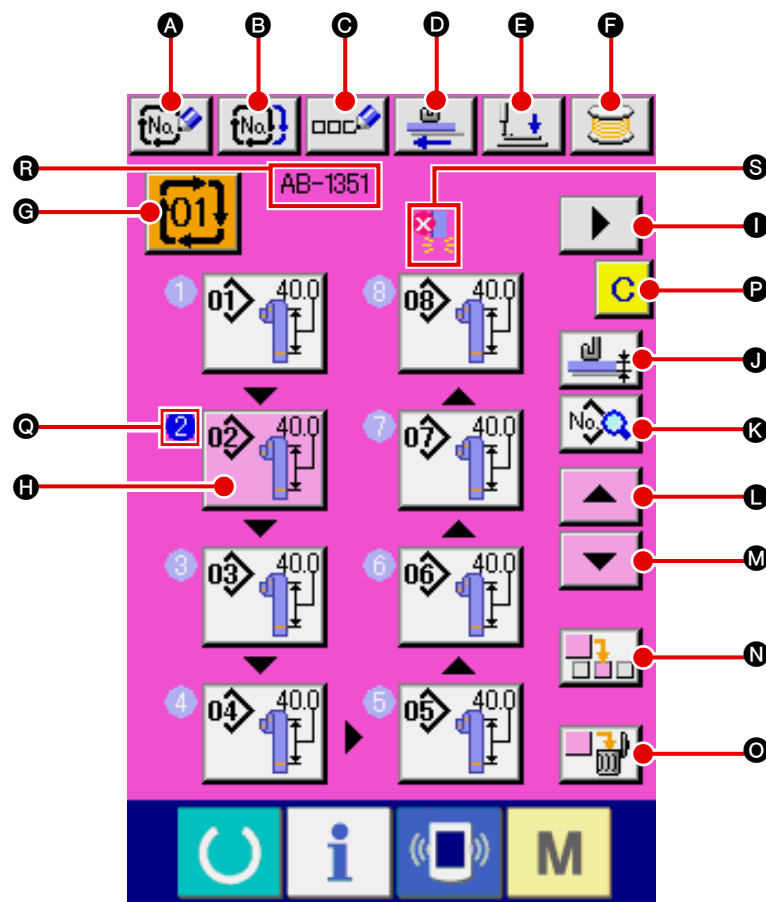 A B C D E F
No. No.
R AB-1351 S
G 01 I
1 01 40.0 8 08 40.0 C P
J
Q 2 02 40.0 7 07 40.0 No. K
H L
3 03 40.0 6 06 40.0 M
N
4 04 40.0 5 05 40.0
O
i M